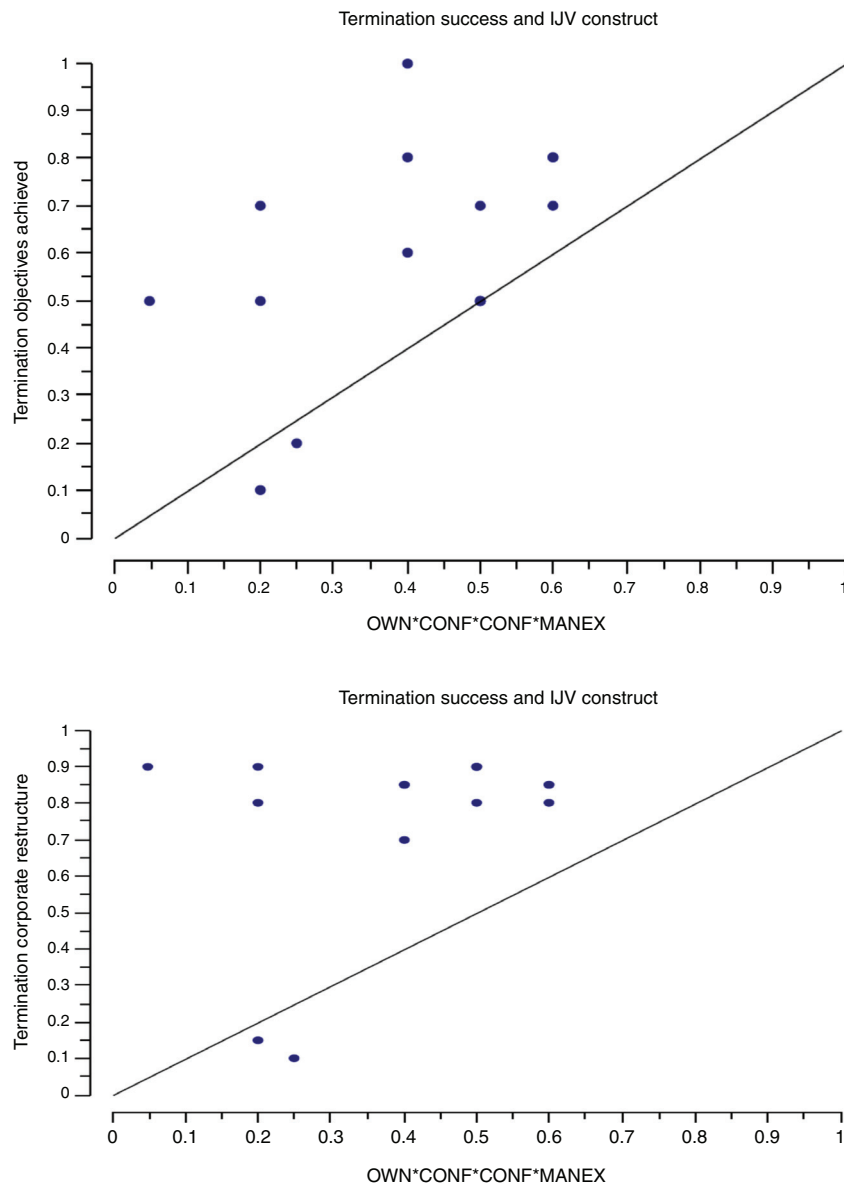 Termination success and IJV construct
Termination objectives achieved
1
0.9
0.8
0.7
0.6
0.5
0.4
0.3
0.2
0.1
0
0 0.1 0.2 0.3 0.4 0.5 0.6 0.7 0.8 0.9 1
OWN*CONF*CONF*MANEX
Termination success and IJV construct
Termination corporate restructure
1
0.9
0.8
0.7
0.6
0.5
0.4
0.3
0.2
0.1
0
0 0.1 0.2 0.3 0.4 0.5 0.6 0.7 0.8 0.9 1
OWN*CONF*CONF*MANEX